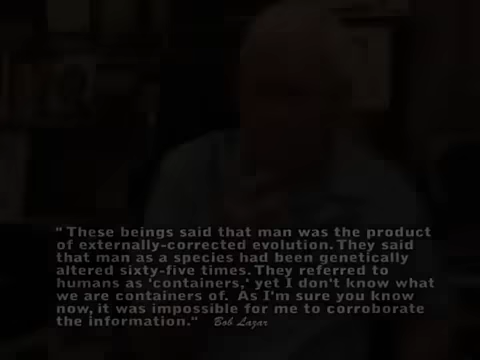 " These beings said that man was the product
of externally-corrected evolution. They said
that man as a species had been genetically
altered sixty-five times. They referred to
humans as 'containers,' yet I don't know what
we are containers of.  As I'm sure you know
now, it was impossible for me to corroborate
the information."   Bob Lazar